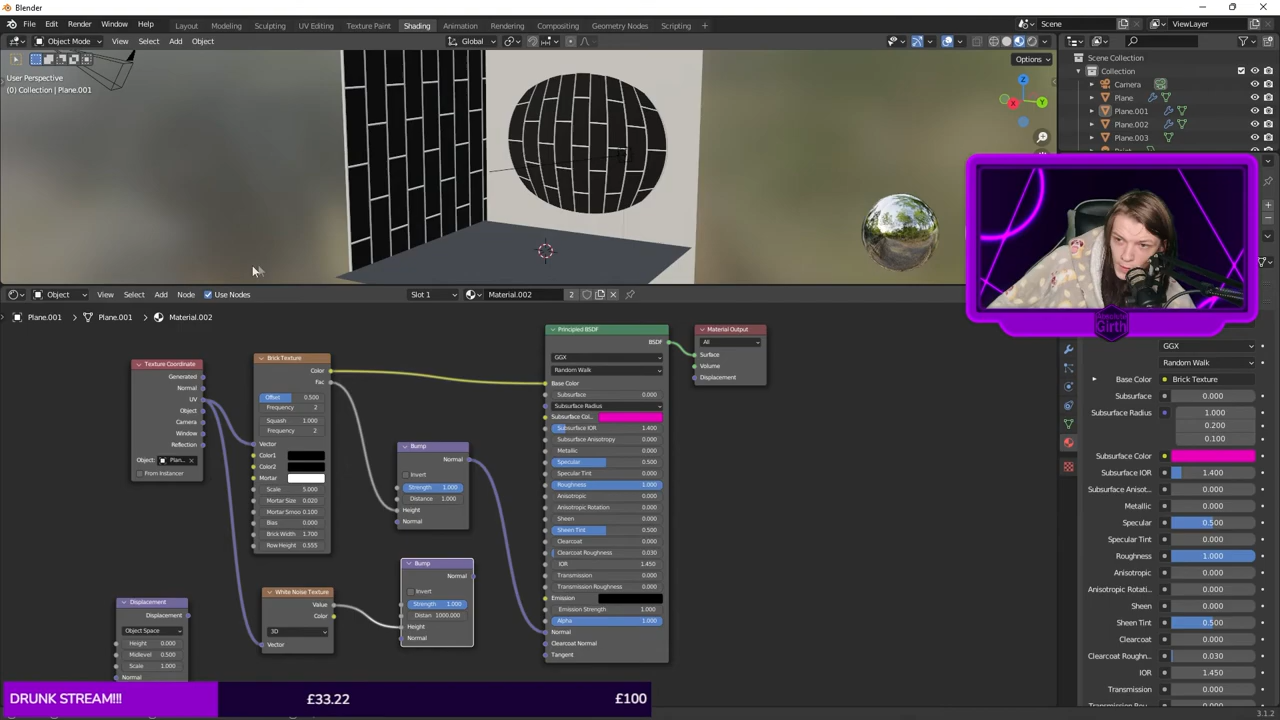 Blender
File Edit Render Window Help Layout Modeling Sculpting UV Editing Texture Paint Shading Animation Rendering Compositing Geometry Nodes Scripting + Scene ViewLayer
Object Mode View Select Add Object Global
Options
User Perspective
(0) Collection | Plane.001
X
Y
Z
Scene Collection
Collection
Camera
Plane
Plane.001
Plane.002
Plane.003
Object View Select Add Node Use Nodes Slot 1 Material.002 2
Plane.001 > Plane.001 > Material.002
Texture Coordinate
Generated
Normal
UV
Object
Camera
Window
Reflection
Object: Plan...
From Instancer
Brick Texture
Color
Fac
Offset 0.500
Frequency 2
Squash 1.000
Frequency 2
Vector
Color1
Color2
Mortar
Scale 5.000
Mortar Size 0.020
Mortar Smoo 0.100
Bias 0.000
Brick Width 1.700
Row Height 0.555
Bump
Normal
Invert
Strength 1.000
Distance 1.000
Height
Normal
Bump
Normal
Invert
Strength 1.000
Distan 1000.000
Height
Normal
White Noise Texture
Value
Color
3D
Vector
Displacement
Displacement
Object Space
Height 0.000
Midlevel 0.500
Scale 1.000
Normal
Principled BSDF
BSDF
GGX
Random Walk
Base Color
Subsurface 0.000
Subsurface Radius
Subsurface Col...
Subsurface IOR 1.400
Subsurface Anisotropy 0.000
Metallic 0.000
Specular 0.500
Specular Tint 0.000
Roughness 1.000
Anisotropic 0.000
Anisotropic Rotation 0.000
Sheen 0.000
Sheen Tint 0.500
Clearcoat 0.000
Clearcoat Roughness 0.030
IOR 1.450
Transmission 0.000
Transmission Roughness 0.000
Emission
Emission Strength 1.000
Alpha 1.000
Normal
Clearcoat Normal
Tangent
Material Output
All
Surface
Volume
Displacement
Girth
GGX
Random Walk
Base Color Brick Texture
Subsurface 0.000
Subsurface Radius 1.000
0.200
0.100
Subsurface Color
Subsurface IOR 1.400
Subsurface Anisot... 0.000
Metallic 0.000
Specular 0.500
Specular Tint 0.000
Roughness 1.000
Anisotropic 0.000
Anisotropic Rotati... 0.000
Sheen 0.000
Sheen Tint 0.500
Clearcoat 0.000
Clearcoat Roughn... 0.030
IOR 1.450
Transmission 0.000
DRUNK STREAM!!! £33.22 £100
3.1.2